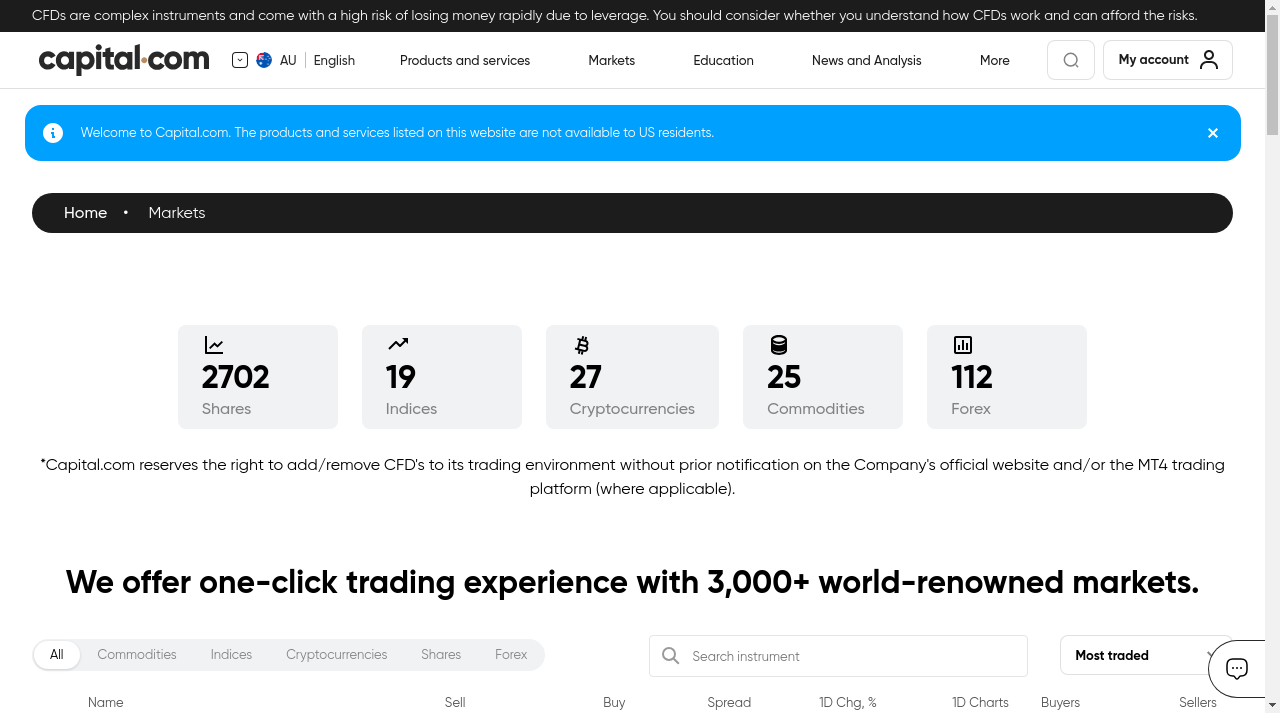 CFDs are complex instruments and come with a high risk of losing money rapidly due to leverage. You should consider whether you understand how CFDs work and can afford the risks.
capital.com AU English Products and services Markets Education News and Analysis More My account
Welcome to Capital.com. The products and services listed on this website are not available to US residents.
Home • Markets
2702
Shares
19
Indices
27
Cryptocurrencies
25
Commodities
112
Forex
*Capital.com reserves the right to add/remove CFD's to its trading environment without prior notification on the Company's official website and/or the MT4 trading
platform (where applicable).
We offer one-click trading experience with 3,000+ world-renowned markets.
All Commodities Indices Cryptocurrencies Shares Forex Search instrument Most traded
Name Sell Buy Spread 1D Chg, % 1D Charts Buyers Sellers